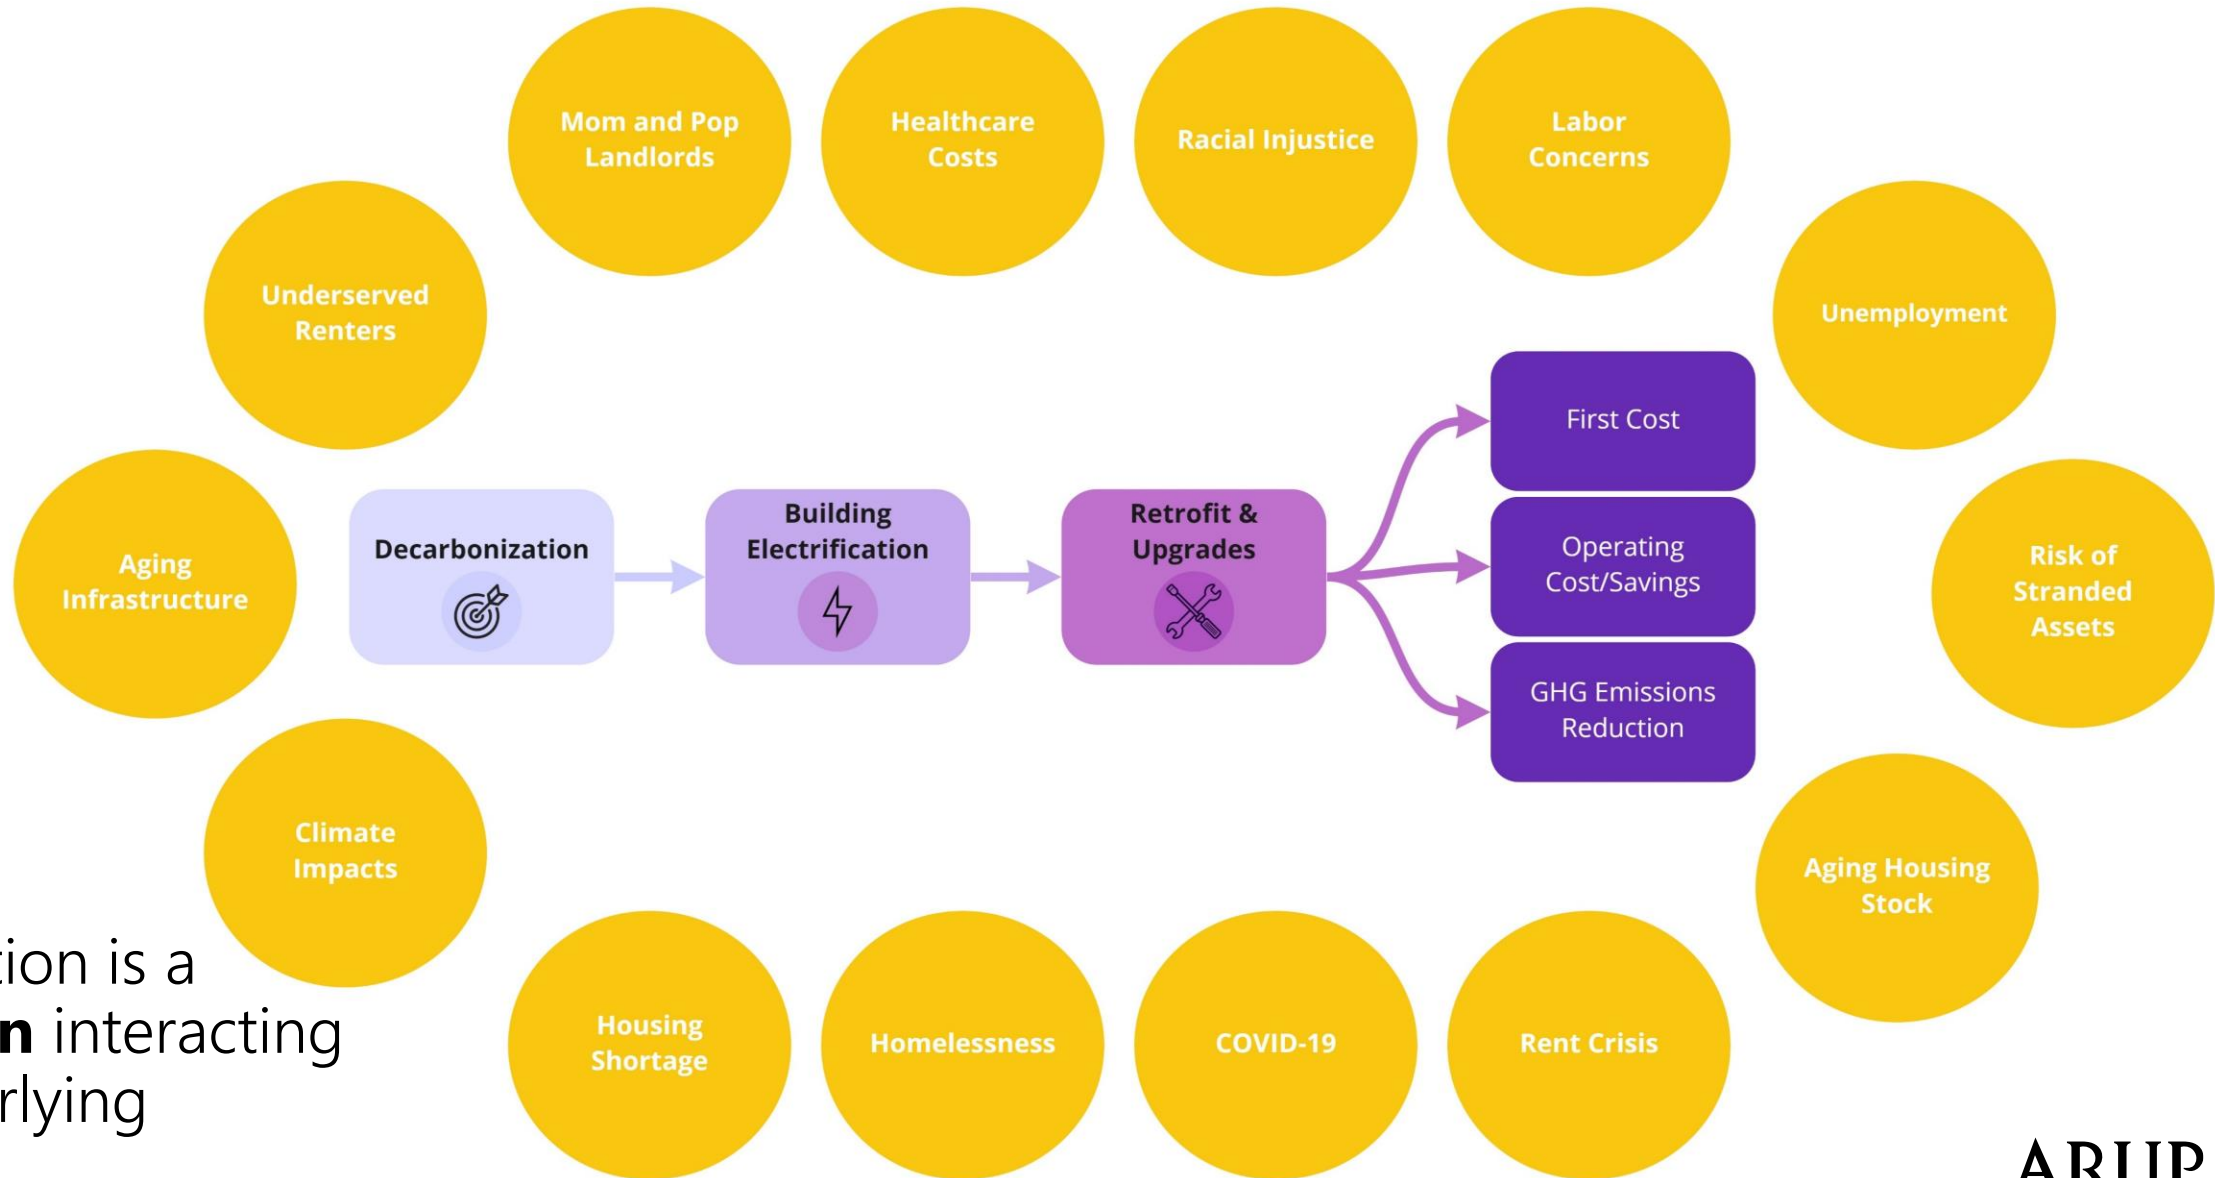 Mom and Pop
Landlords
Healthcare
Costs
Racial Injustice
Labor
Concerns
Underserved
Renters
Unemployment
Aging
Infrastructure
Decarbonization
Building
Electrification
Retrofit &
Upgrades
First Cost
Operating
Cost/Savings
GHG Emissions
Reduction
Risk of
Stranded
Assets
Climate
Impacts
Aging Housing
Stock
Housing
Shortage
Homelessness
COVID-19
Rent Crisis
tion is a
n interacting
rlying
ARUP